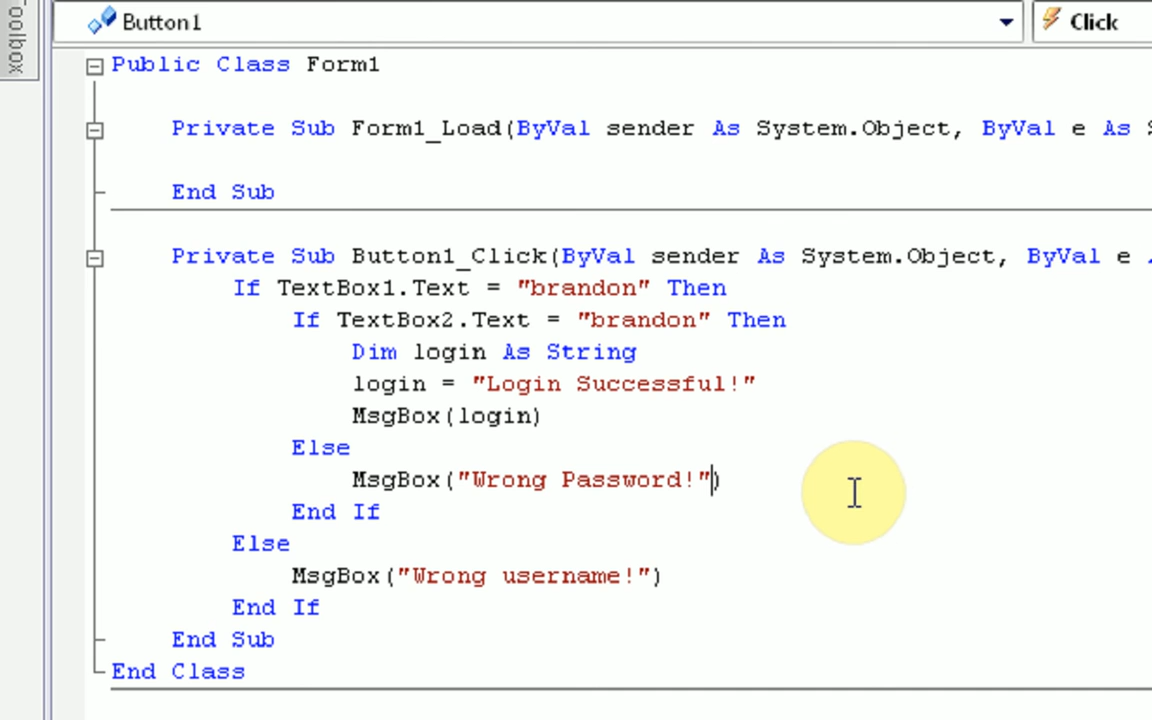 Toolbox
Button1
Click
Public Class Form1
Private Sub Form1_Load(ByVal sender As System.Object, ByVal e As S
End Sub
Private Sub Button1_Click(ByVal sender As System.Object, ByVal e
If TextBox1.Text = "brandon" Then
If TextBox2.Text = "brandon" Then
Dim login As String
login = "Login Successful!"
MsgBox(login)
Else
MsgBox("Wrong Password!")
End If
Else
MsgBox("Wrong username!")
End If
End Sub
End Class